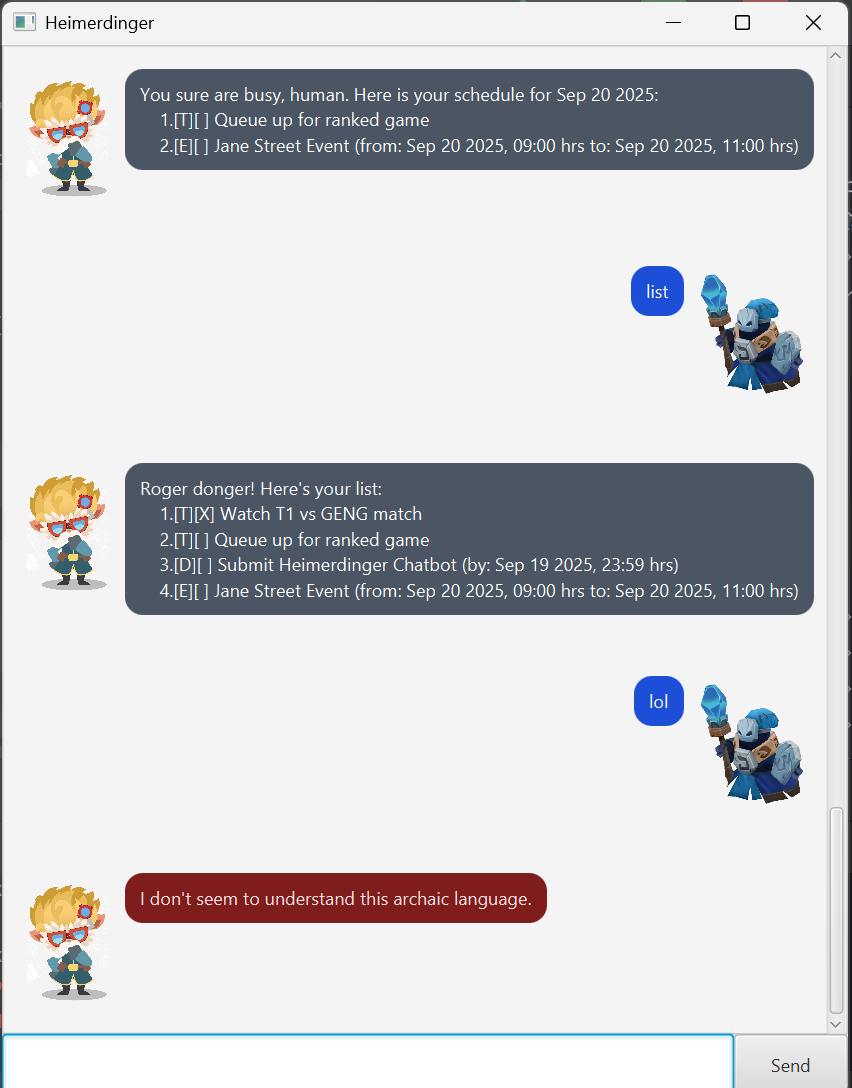 Heimerdinger
You sure are busy, human. Here is your schedule for Sep 20 2025:
1.[T][ ] Queue up for ranked game
2.[E][ ] Jane Street Event (from: Sep 20 2025, 09:00 hrs to: Sep 20 2025, 11:00 hrs)
list
Roger donger! Here's your list:
1.[T][X] Watch T1 vs GENG match
2.[T][ ] Queue up for ranked game
3.[D][ ] Submit Heimerdinger Chatbot (by: Sep 19 2025, 23:59 hrs)
4.[E][ ] Jane Street Event (from: Sep 20 2025, 09:00 hrs to: Sep 20 2025, 11:00 hrs)
lol
I don't seem to understand this archaic language.
Send